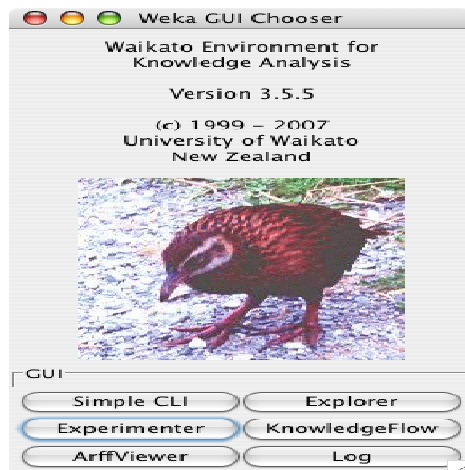 Weka GUI Chooser
Waikato Environment for
Knowledge Analysis
Version 3.5.5
(c) 1999 – 2007
University of Waikato
New Zealand
GUI
Simple CLI
Explorer
Experimenter
KnowledgeFlow
ArffViewer
Log